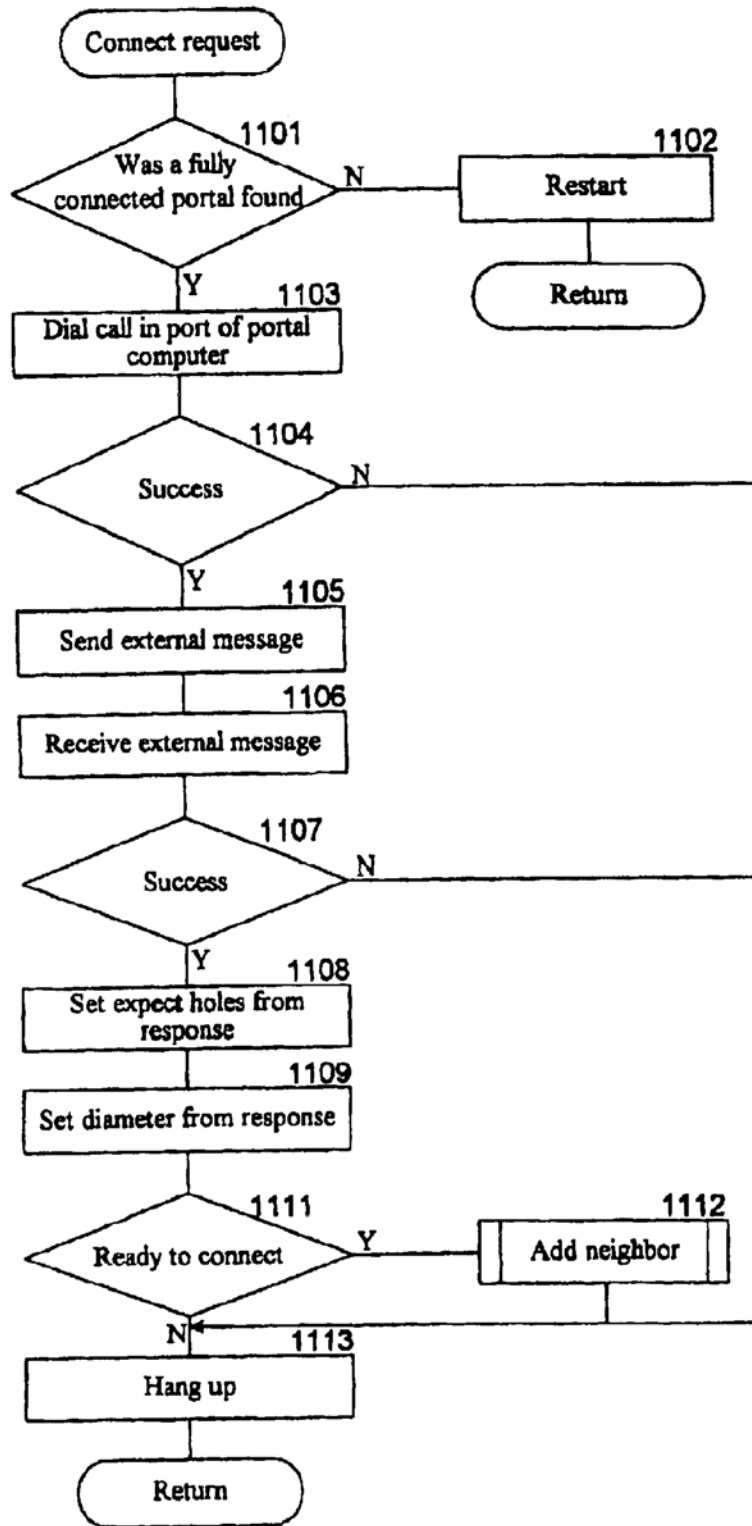 Connect request
1101
Was a fully
connected portal found
N
1102
Restart
Return
Y
1103
Dial call in port of portal
computer
1104
Success
N
Y
1105
Send external message
1106
Receive external message
1107
Success
N
Y
1108
Set expect holes from
response
1109
Set diameter from response
1111
Ready to connect
Y
1112
Add neighbor
N
1113
Hang up
Return